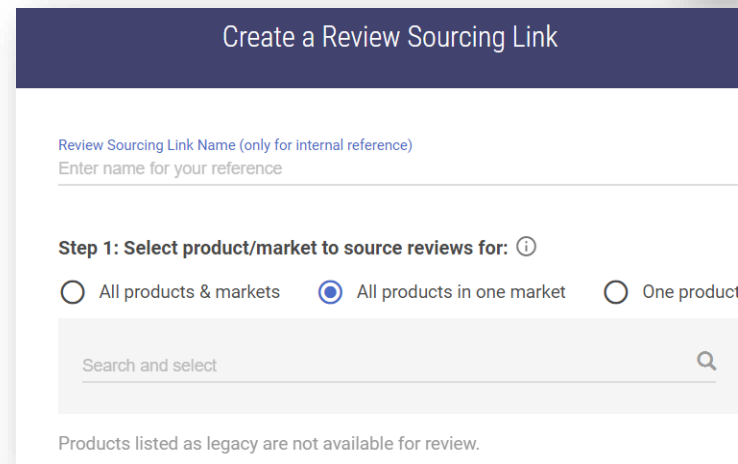 Create a Review Sourcing Link
Review Sourcing Link Name (only for internal reference)
Enter name for your reference
Step 1: Select product/market to source reviews for:
All products & markets All products in one market One product
Search and select
Products listed as legacy are not available for review.